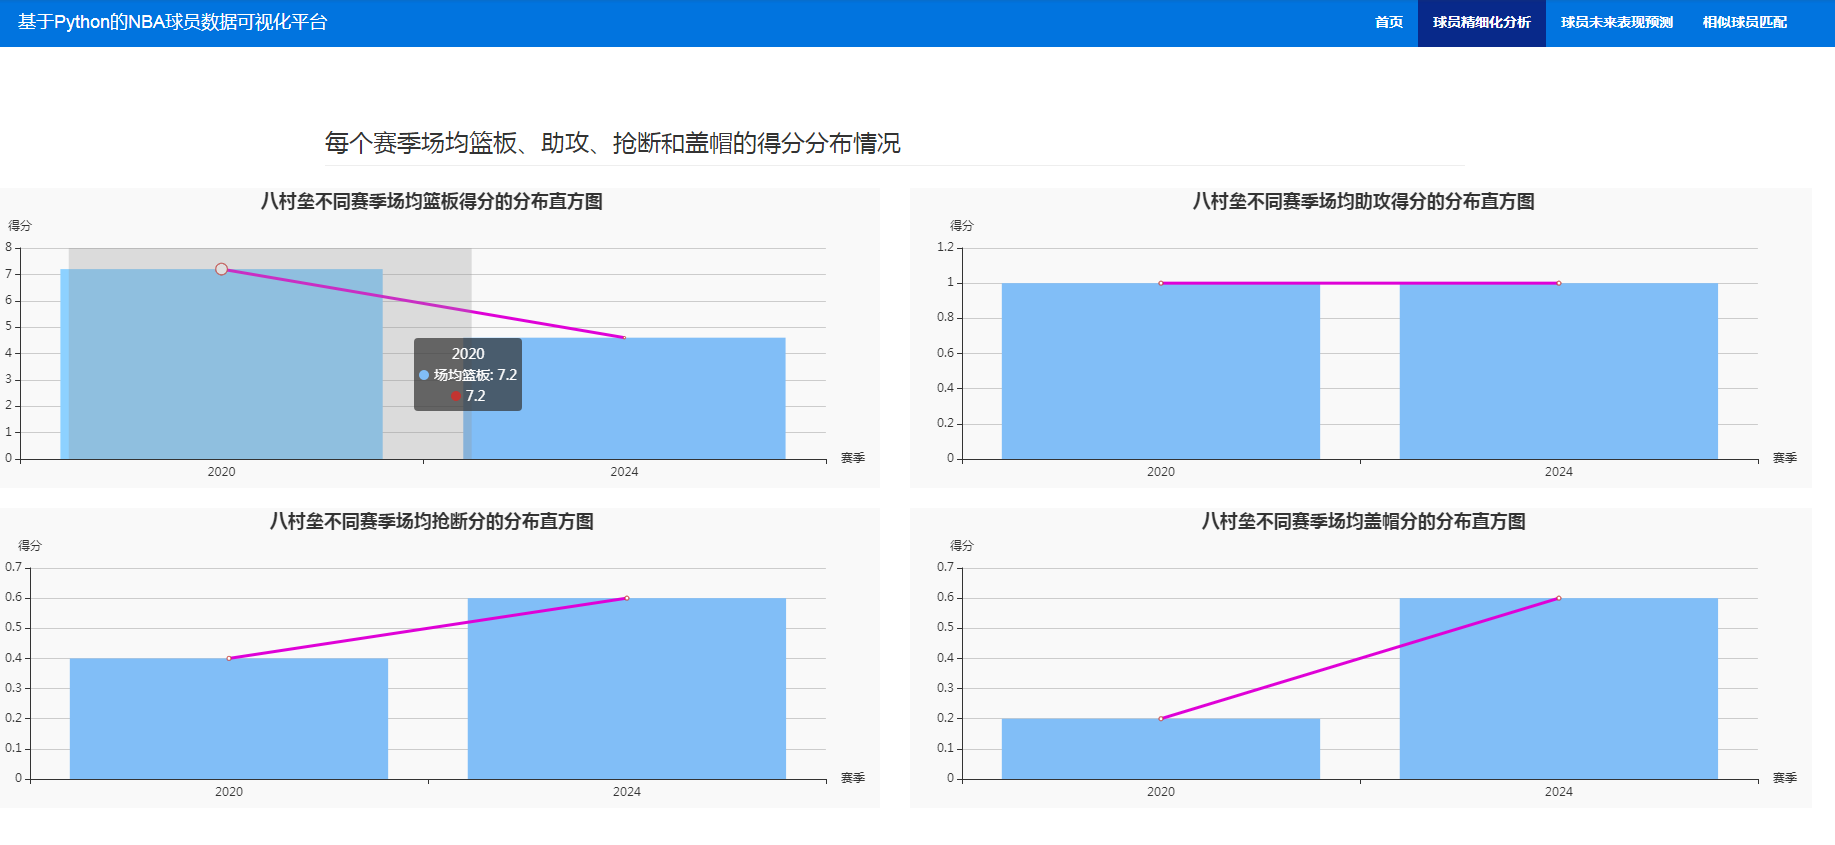 基于Python的NBA球员数据可视化平台
首页 球员精细化分析 球员未来表现预测 相似球员匹配
每个赛季场均篮板、助攻、抢断和盖帽的得分分布情况
八村垒不同赛季场均篮板得分的分布直方图
得分
8
7
6
5
4
3
2
1
0
2020
场均篮板: 7.2
7.2
2020 2024
赛季
八村垒不同赛季场均助攻得分的分布直方图
得分
1.2
1
0.8
0.6
0.4
0.2
0
2020 2024
赛季
八村垒不同赛季场均抢断分的分布直方图
得分
0.7
0.6
0.5
0.4
0.3
0.2
0.1
0
2020 2024
赛季
八村垒不同赛季场均盖帽分的分布直方图
得分
0.7
0.6
0.5
0.4
0.3
0.2
0.1
0
2020 2024
赛季